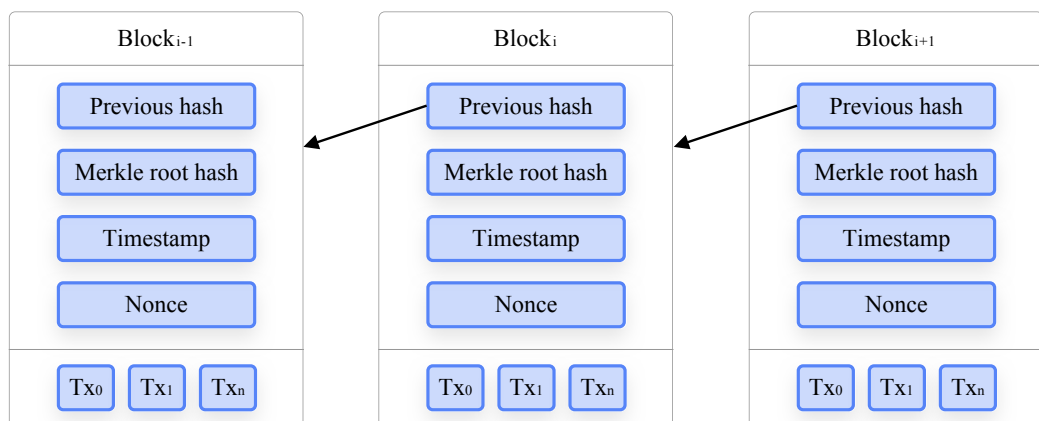 Blocki-1
Previous hash
Merkle root hash
Timestamp
Nonce
Tx0 Tx1 Txn
Blocki
Previous hash
Merkle root hash
Timestamp
Nonce
Tx0 Tx1 Txn
Blocki+1
Previous hash
Merkle root hash
Timestamp
Nonce
Tx0 Tx1 Txn